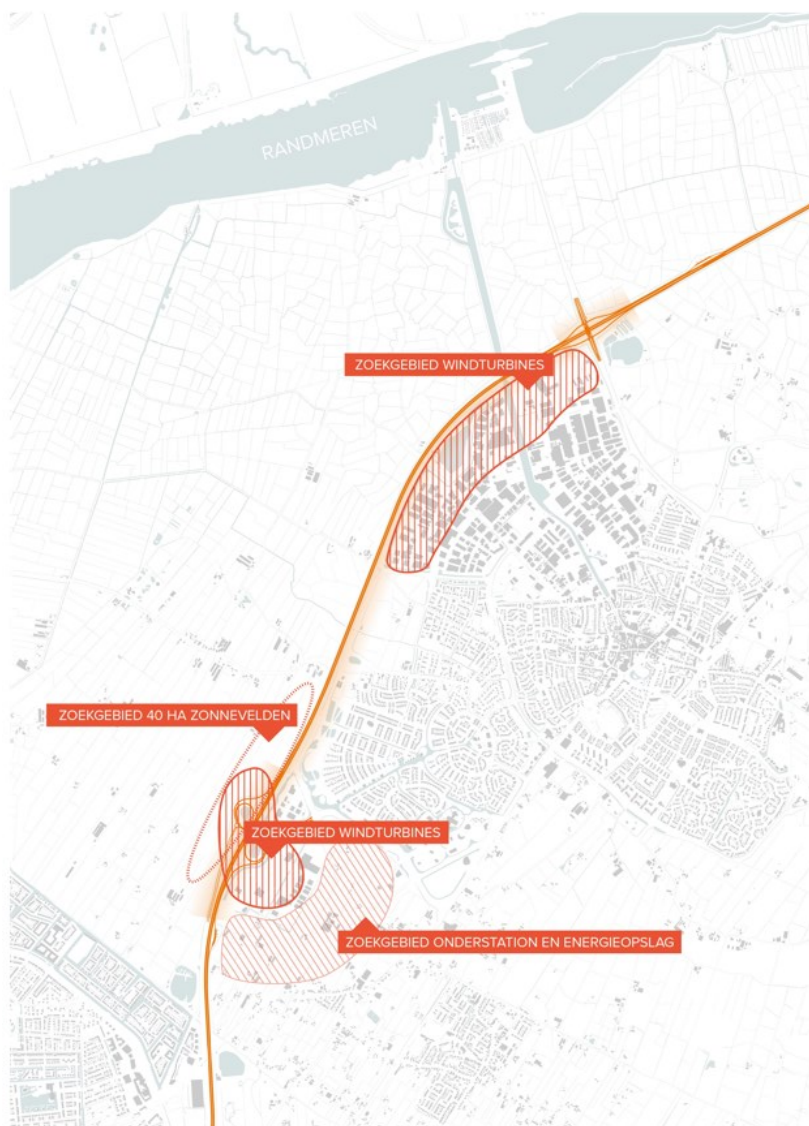 RANDMEREN
ZOEKGEBIED WINDTURBINES
ZOEKGEBIED 40 HA ZONNEVELDEN
ZOEKGEBIED WINDTURBINES
ZOEKGEBIED ONDERSTATION EN ENERGIEOPSLAG